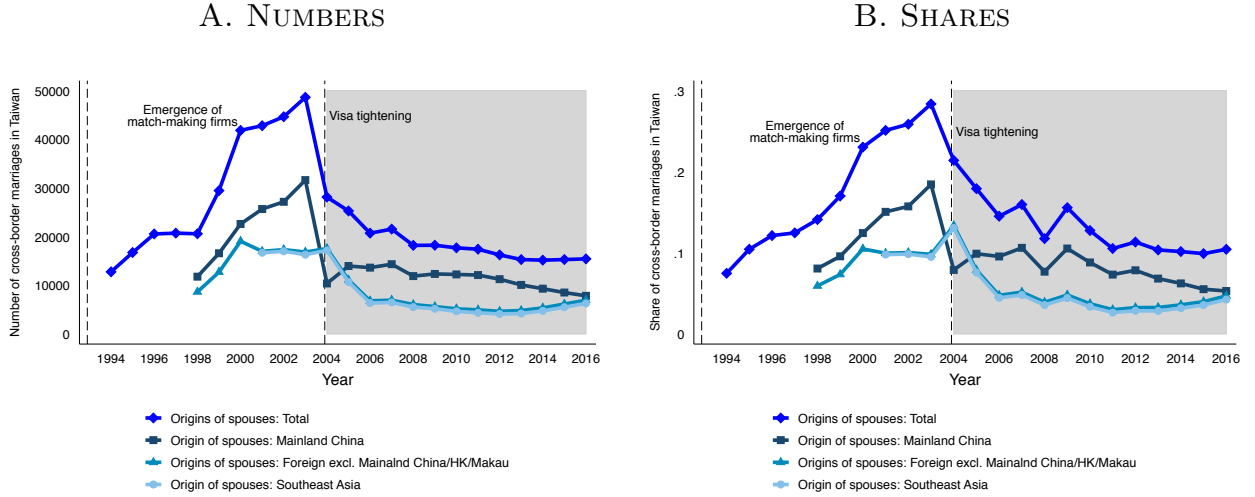 A. NUMBERS
B. SHARES
Number of cross-border marriages in Taiwan
50000
40000
30000
20000
10000
0
Emergence of
match-making firms
Visa tightening
1994 1996 1998 2000 2002 2004 2006 2008 2010 2012 2014 2016
Year
Origins of spouses: Total
Origin of spouses: Mainland China
Origins of spouses: Foreign excl. Mainalnd China/HK/Makau
Origin of spouses: Southeast Asia
Share of cross-border marriages in Taiwan
.3
.2
.1
0
Emergence of
match-making firms
Visa tightening
1994 1996 1998 2000 2002 2004 2006 2008 2010 2012 2014 2016
Year
Origins of spouses: Total
Origin of spouses: Mainland China
Origins of spouses: Foreign excl. Mainalnd China/HK/Makau
Origin of spouses: Southeast Asia